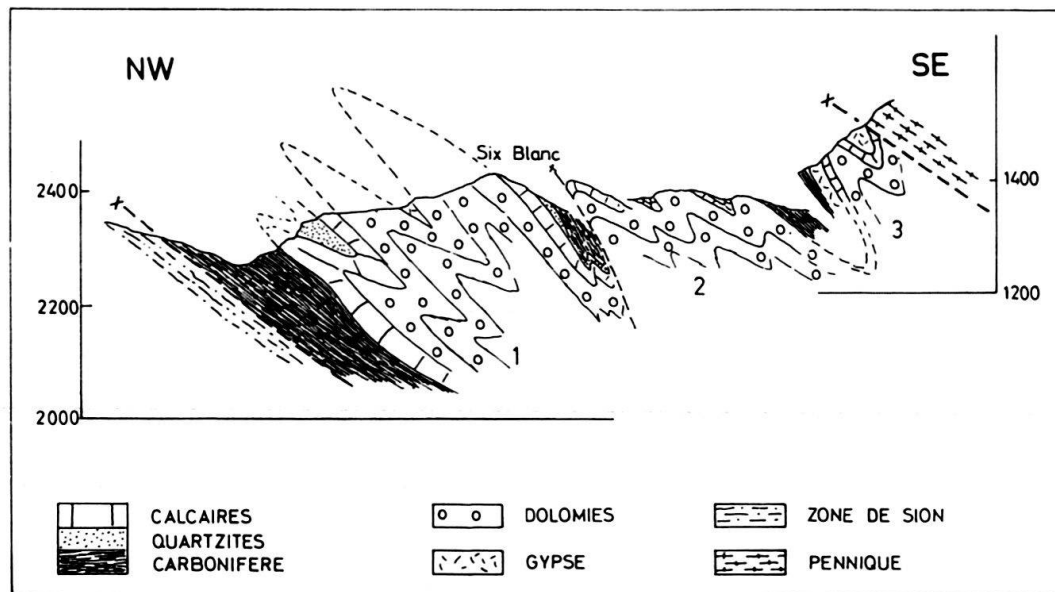 NW
SE
x
x
Six Blanc
2400
2200
2000
1400
1200
1
2
3
CALCAIRES
QUARTZITES
CARBONIFERE
DOLOMIES
GYPSE
ZONE DE SION
PENNIQUE